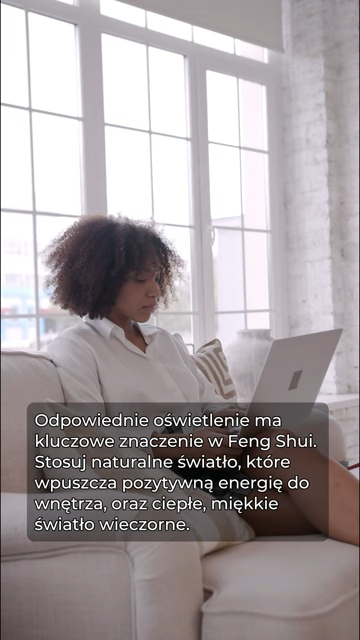 Odpowiednie oświetlenie ma
kluczowe znaczenie w Feng Shui.
Stosuj naturalne światło, które
wpuszcza pozytywną energię do
wnętrza, oraz ciepłe, miękkie
światło wieczorne.